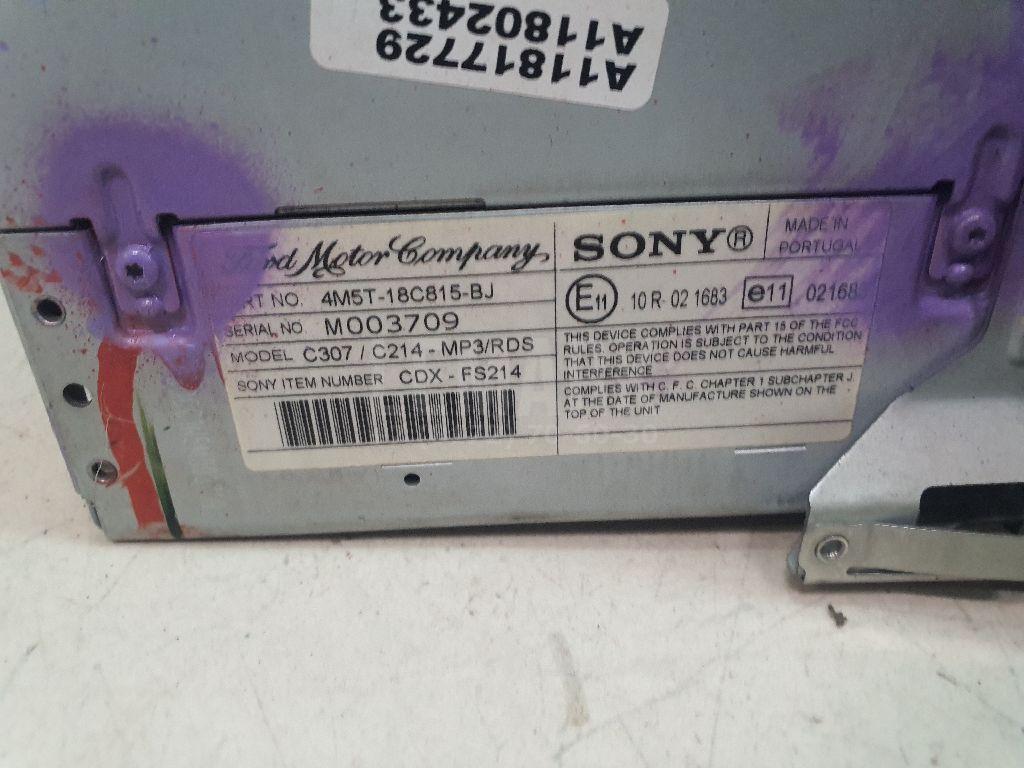 A11817729
A11802433
Ford Motor Company,
PART NO. 4M5T-18C815-BJ
SERIAL NO. M003709
MODEL C307 / C214 - MP3/RDS
SONY ITEM NUMBER CDX - FS214
SONY®
MADE IN
PORTUGAL
E11 10 R- 02 1683 e11 02168
THIS DEVICE COMPLIES WITH PART 15 OF THE FCC
RULES. OPERATION IS SUBJECT TO THE CONDITION
THAT THIS DEVICE DOES NOT CAUSE HARMFUL
INTERFERENCE
COMPLIES WITH C. F. C. CHAPTER 1 SUBCHAPTER J.
AT THE DATE OF MANUFACTURE SHOWN ON THE
TOP OF THE UNIT